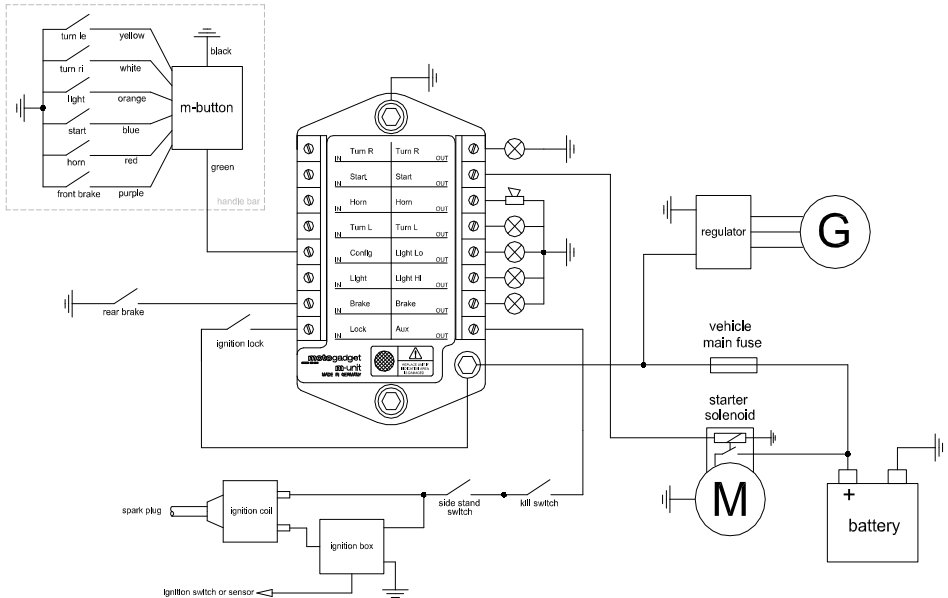 turn le
yellow
black
turn ri
white
light
orange
m-button
start
blue
horn
red
green
front brake
purple
handle bar
Turn R
IN
Turn R
OUT
Start
IN
Start
OUT
Horn
IN
Horn
OUT
Turn L
IN
Turn L
OUT
Config
IN
Light Lo
OUT
Light
IN
Light Hi
OUT
Brake
IN
Brake
OUT
Lock
IN
Aux
OUT
rear brake
ignition lock
motogadget
m-unit
MADE IN GERMANY
regulator
G
vehicle
main fuse
starter
solenoid
M
+
battery
side stand
switch
kill switch
spark plug
ignition coil
ignition box
ignition switch or sensor